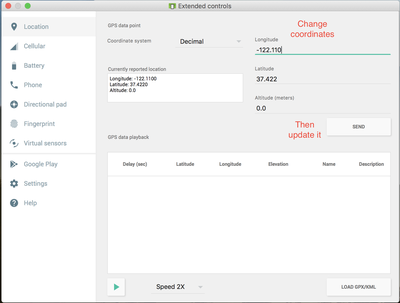 Extended controls
Location
Cellular
Battery
Phone
Directional pad
Fingerprint
Virtual sensors
Google Play
Settings
Help
GPS data point
Coordinate system
Decimal
Change
coordinates
Longitude
-122.110
Currently reported location
Longitude: -122.1100
Latitude: 37.4220
Altitude: 0.0
Latitude
37.422
Altitude (meters)
0.0
Then
update it
SEND
GPS data playback
Delay (sec) Latitude Longitude Elevation Name Description
Speed 2X
LOAD GPX/XML